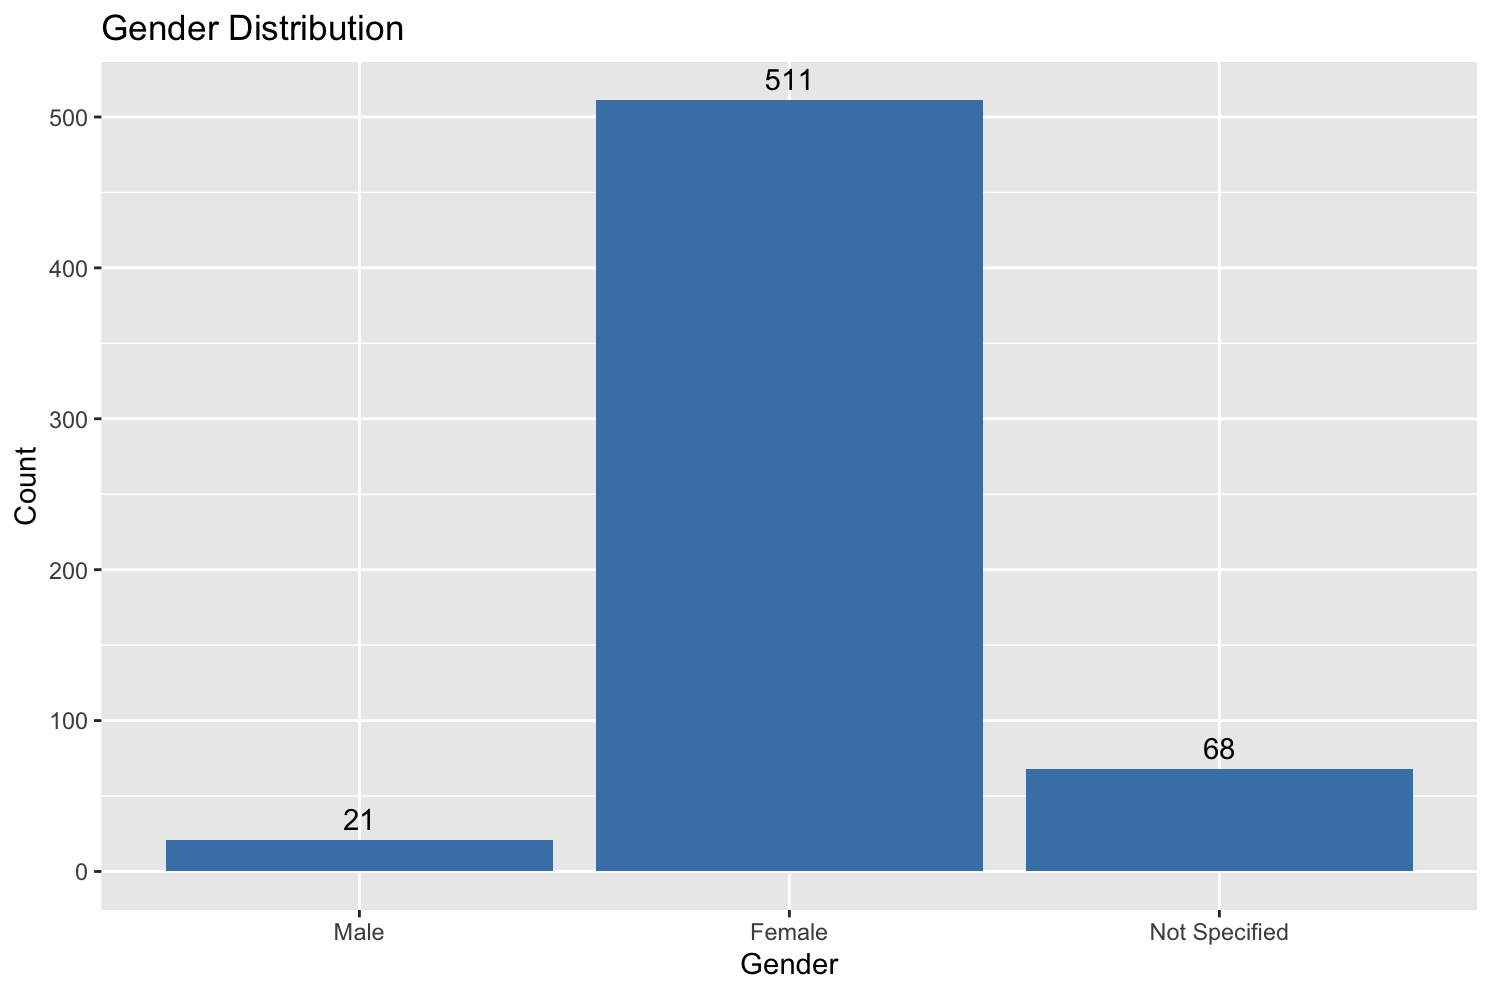 Gender Distribution
511
500
400
300
200
100
68
21
0
Count
Male Female Not Specified
Gender